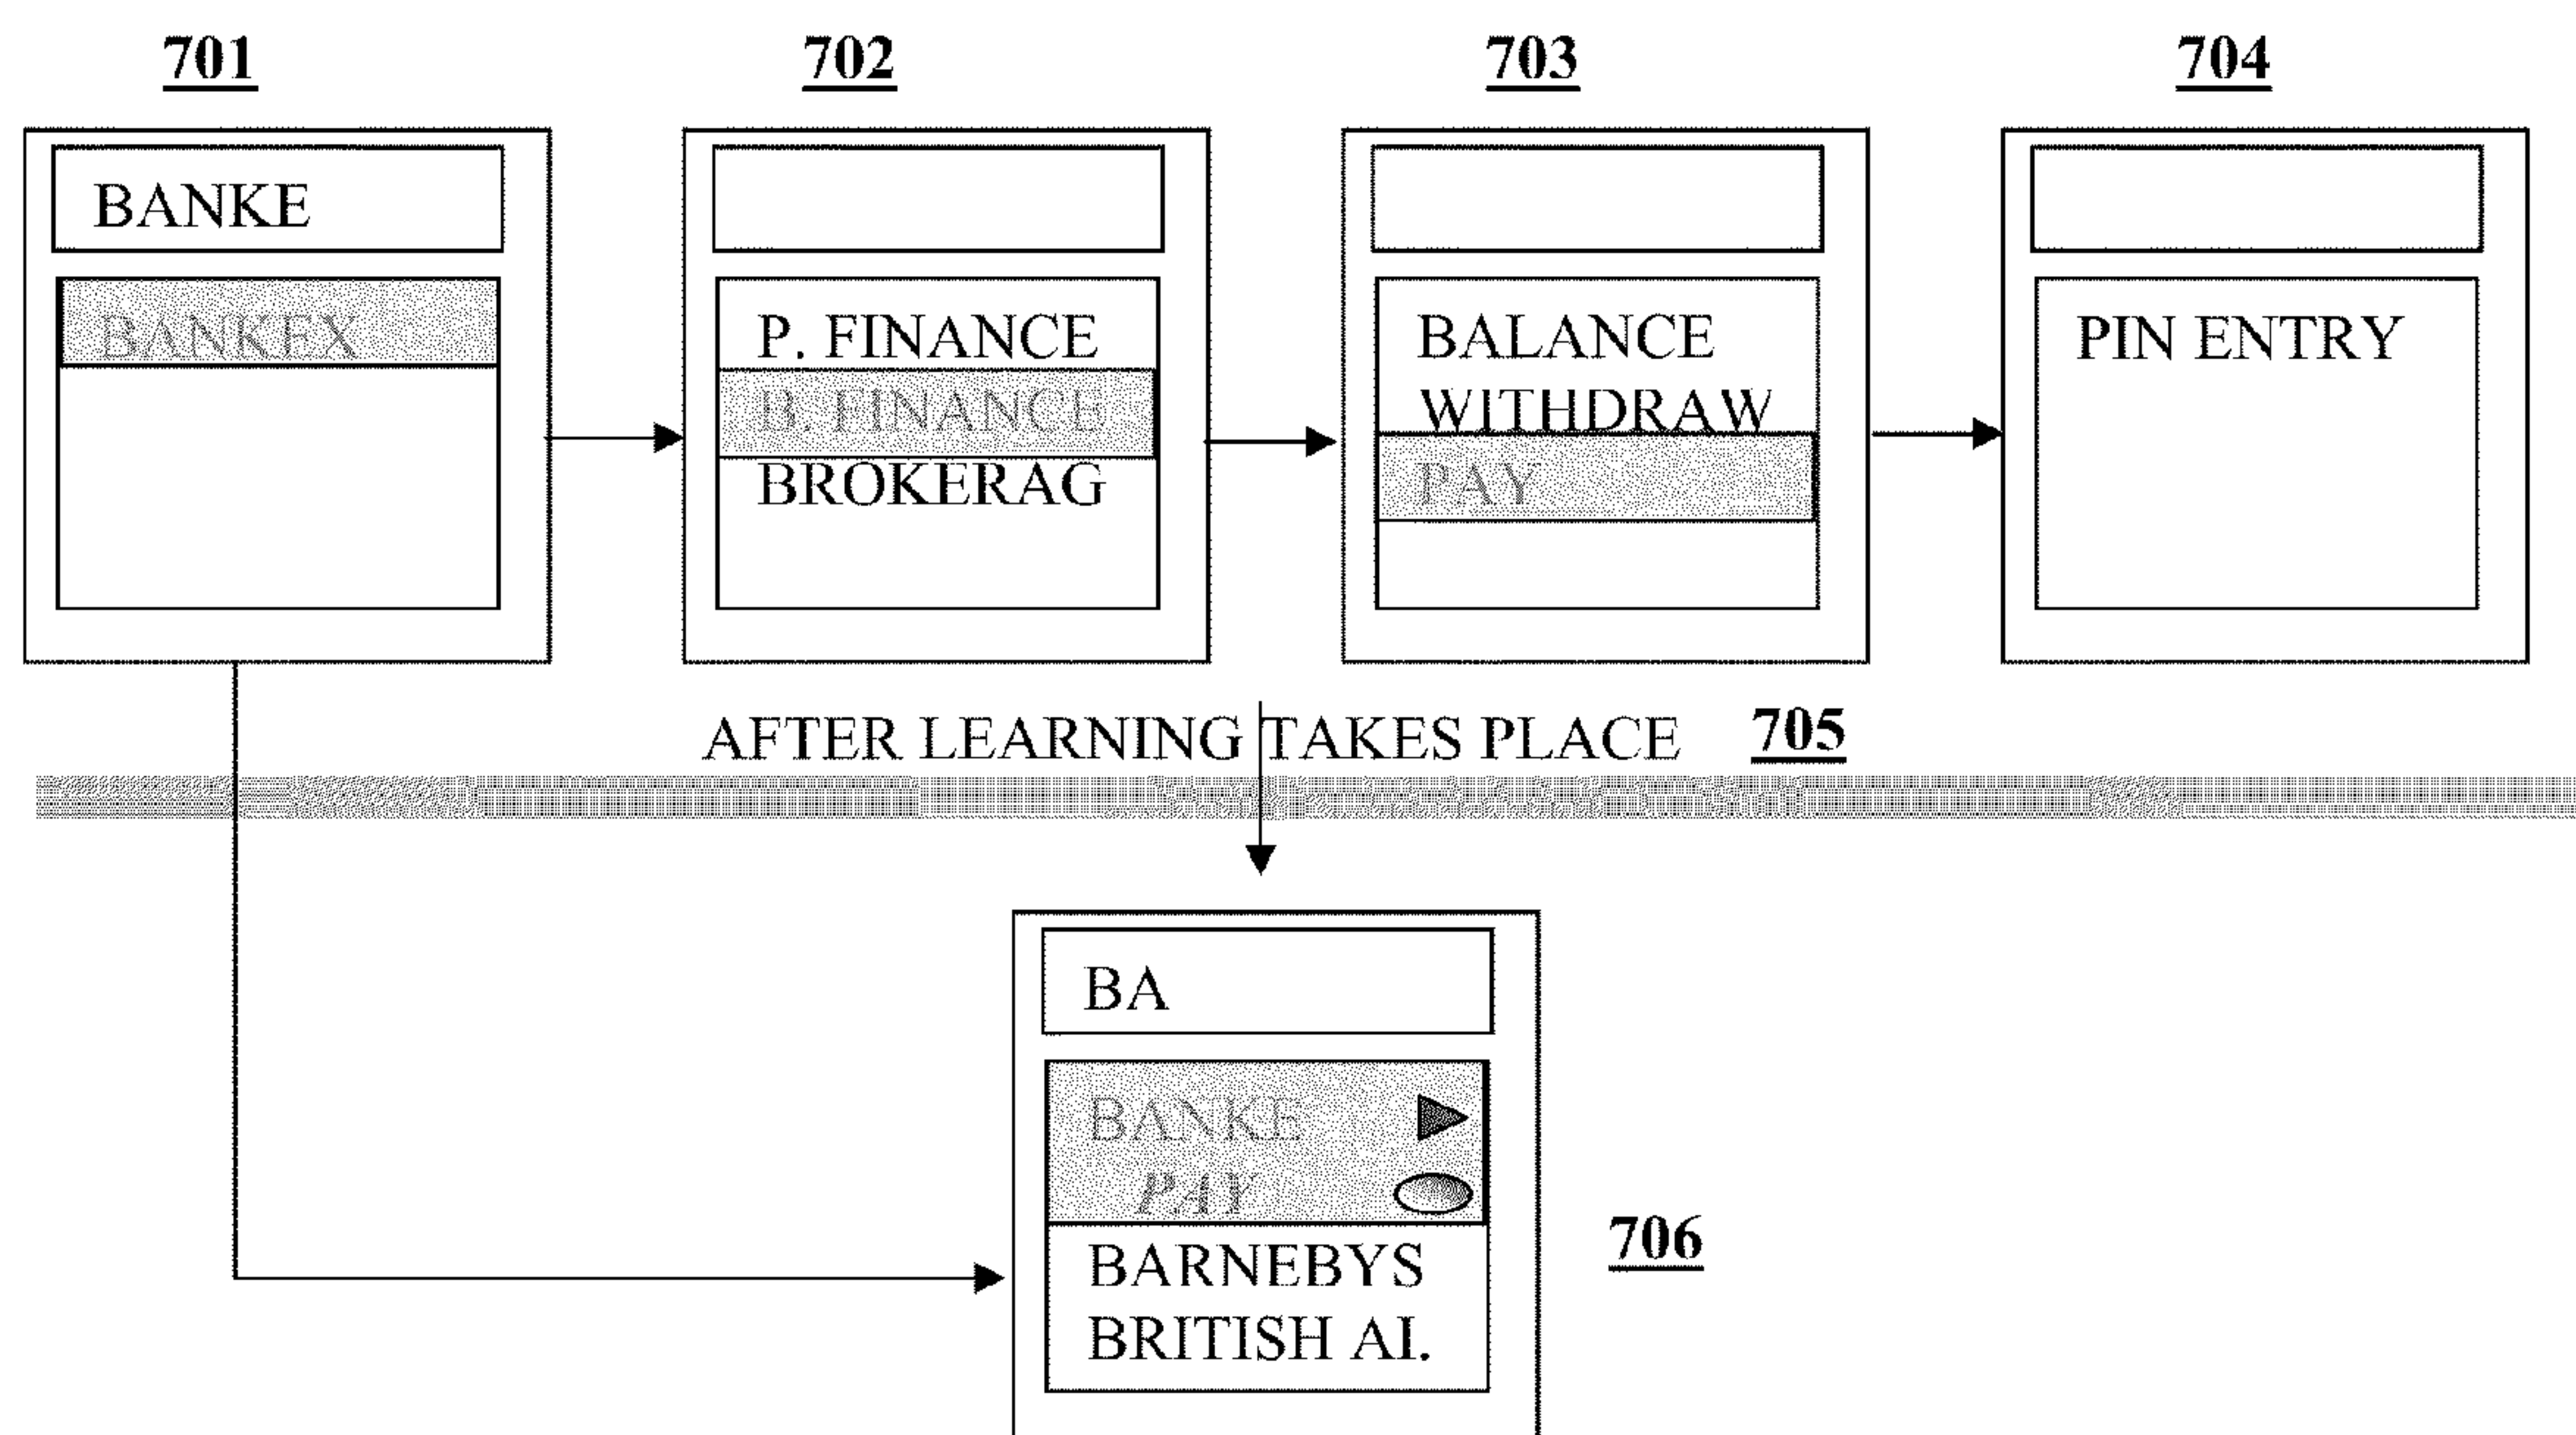 701
702
703
704
BANKE
BANKEX
P. FINANCE
B. FINANCE
BROKERAG
BALANCE
WITHDRAW
PAY
PIN ENTRY
AFTER LEARNING TAKES PLACE 705
BA
BANKE
PAY
BARNEBYS
BRITISH AI.
706